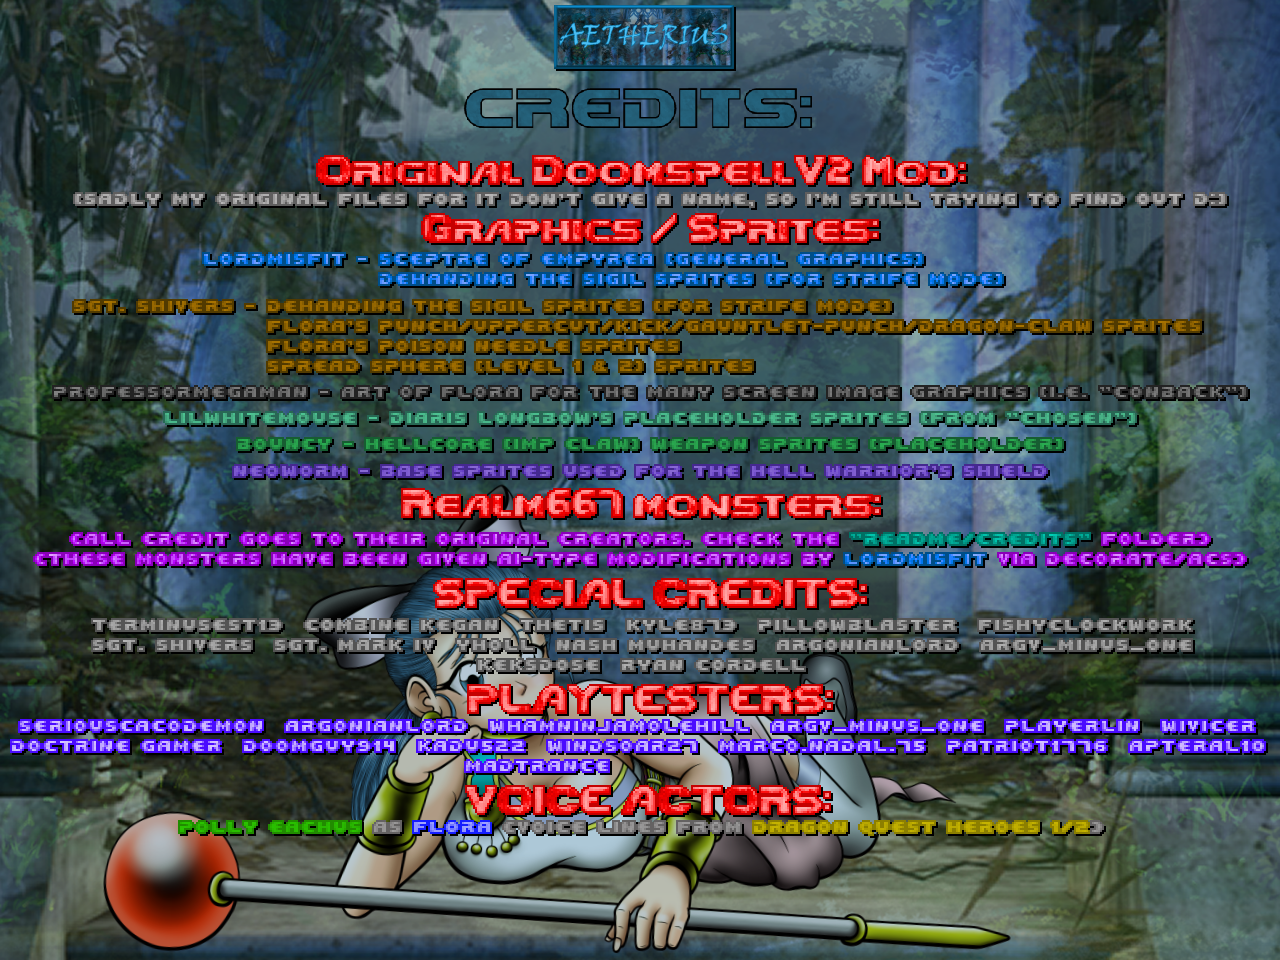 AETHERIUS
CREDITS:
ORIGINAL DOOMSPELLV2 MOD:
(SADLY MY ORIGINAL FILES FOR IT DON'T GIVE A NAME, SO I'M STILL TRYING TO FIND OUT D:)
GRAPHICS / SPRITES:
LORDMISFIT - SCEPTRE OF EMPYREA (GENERAL GRAPHICS)
DEHANDING THE SIGIL SPRITES (FOR STRIFE MODE)
SGT. SHIVERS - DEHANDING THE SIGIL SPRITES (FOR STRIFE MODE)
FLORA'S PUNCH/UPPERCUT/KICK/GAUNTLET-PUNCH/DRAGON-CLAW SPRITES
FLORA'S POISON NEEDLE SPRITES
SPREAD SPHERE (LEVEL 1 & 2) SPRITES
PROFESSORMEGAMAN - ART OF FLORA FOR THE MANY SCREEN IMAGE GRAPHICS (I.E. "CONBACK")
LILWHITEMOUSE - DIARIS LONGBOW'S PLACEHOLDER SPRITES (FROM "CHOSEN")
BOUNCY - HELLCORE (IMP CLAW) WEAPON SPRITES (PLACEHOLDER)
NEOWORM - BASE SPRITES USED FOR THE HELL WARRIOR'S SHIELD
REALM667 MONSTERS:
(ALL CREDIT GOES TO THEIR ORIGINAL CREATORS, CHECK THE "README/CREDITS" FOLDER)
(THESE MONSTERS HAVE BEEN GIVEN AI-TYPE MODIFICATIONS BY LORDMISFIT VIA DECORATE/ACS)
SPECIAL CREDITS:
TERMINUSEST13 COMBINE KEGAN THETIS KYLE873 PILLOWBLASTER FISHYCLOCKWORK
SGT. SHIVERS SGT. MARK IV YHOLL NASH MUHANDES ARGONIANLORD ARGV_MINUS_ONE
KEKSDOSE RYAN CORDELL
PLAYTESTERS:
SERIOUSCACODEMON ARGONIANLORD WHAMNINJAMOLEHILL ARGV_MINUS_ONE PLAYERLIN WIVICER
DOCTRINE GAMER DOOMGUY914 KADU522 WINDSOAR27 MARCO.NADAL.75 PATRIOT1776 APTERAL10
MADTRANCE
VOICE ACTORS:
POLLY EACHUS AS FLORA (VOICE LINES FROM DRAGON QUEST HEROES 1/2)